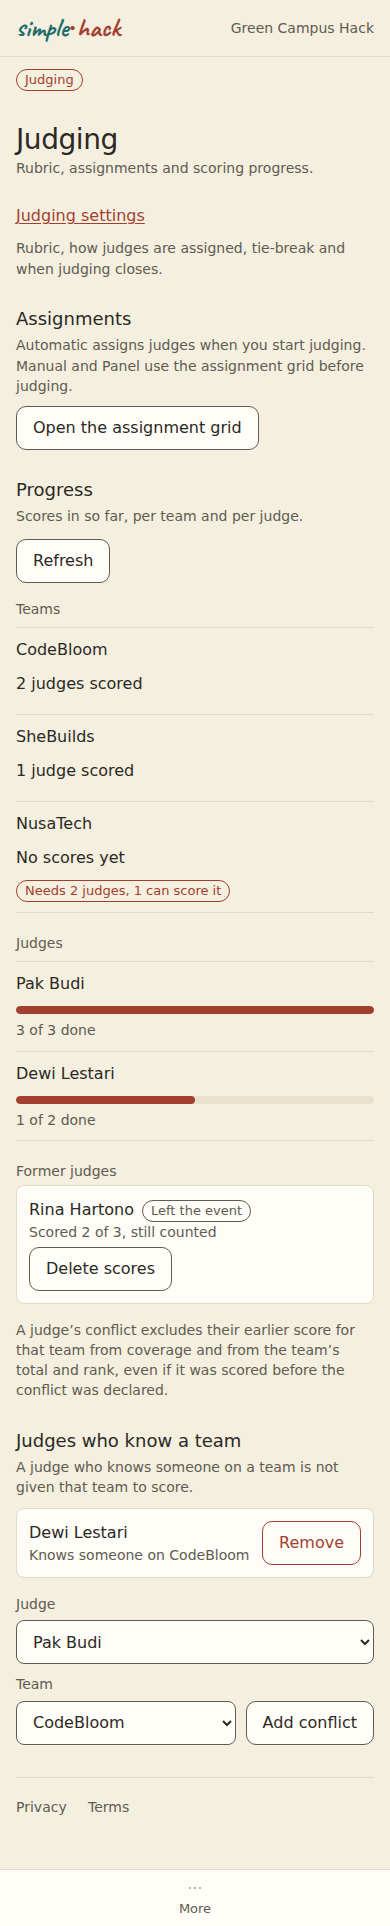 simple·hack
Green Campus Hack
Judging
Judging
Rubric, assignments and scoring progress.
Judging settings
Rubric, how judges are assigned, tie-break and
when judging closes.
Assignments
Automatic assigns judges when you start judging.
Manual and Panel use the assignment grid before
judging.
Open the assignment grid
Progress
Scores in so far, per team and per judge.
Refresh
Teams
CodeBloom
2 judges scored
SheBuilds
1 judge scored
NusaTech
No scores yet
Needs 2 judges, 1 can score it
Judges
Pak Budi
3 of 3 done
Dewi Lestari
1 of 2 done
Former judges
Rina Hartono Left the event
Scored 2 of 3, still counted
Delete scores
A judge’s conflict excludes their earlier score for
that team from coverage and from the team’s
total and rank, even if it was scored before the
conflict was declared.
Judges who know a team
A judge who knows someone on a team is not
given that team to score.
Dewi Lestari
Knows someone on CodeBloom
Remove
Judge
Pak Budi
Team
CodeBloom
Add conflict
Privacy Terms
…
More